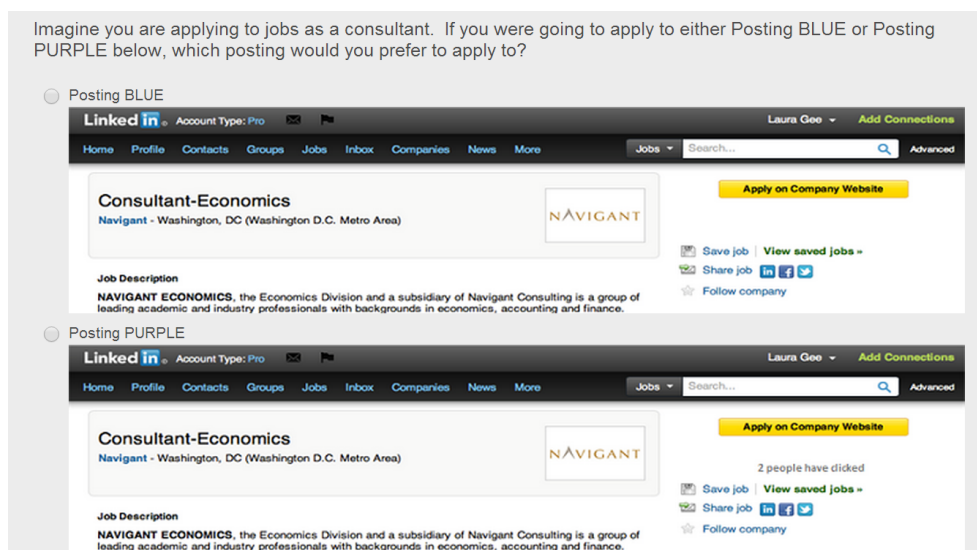 Imagine you are applying to jobs as a consultant.  If you were going to apply to either Posting BLUE or Posting
PURPLE below, which posting would you prefer to apply to?
Posting BLUE
Linked in ® Account Type: Pro Laura Gee Add Connections
Home Profile Contacts Groups Jobs Inbox Companies News More Jobs Search... Advanced
Consultant-Economics
Navigant - Washington, DC (Washington D.C. Metro Area)
NAVIGANT
Apply on Company Website
Save job View saved jobs »
Share job in f
Follow company
Job Description
NAVIGANT ECONOMICS, the Economics Division and a subsidiary of Navigant Consulting is a group of
leading academic and industry professionals with backgrounds in economics, accounting and finance.
Posting PURPLE
Linked in ® Account Type: Pro Laura Gee Add Connections
Home Profile Contacts Groups Jobs Inbox Companies News More Jobs Search... Advanced
Consultant-Economics
Navigant - Washington, DC (Washington D.C. Metro Area)
NAVIGANT
Apply on Company Website
2 people have clicked
Save job View saved jobs »
Share job in f
Follow company
Job Description
NAVIGANT ECONOMICS, the Economics Division and a subsidiary of Navigant Consulting is a group of
leading academic and industry professionals with backgrounds in economics, accounting and finance.